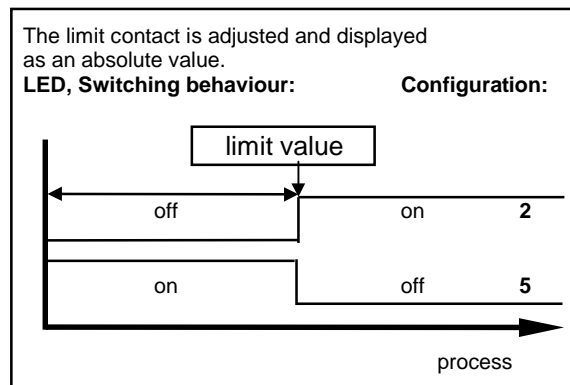 The limit contact is adjusted and displayed
as an absolute value.
LED, Switching behaviour: Configuration:
limit value
off on 2
on off 5
process